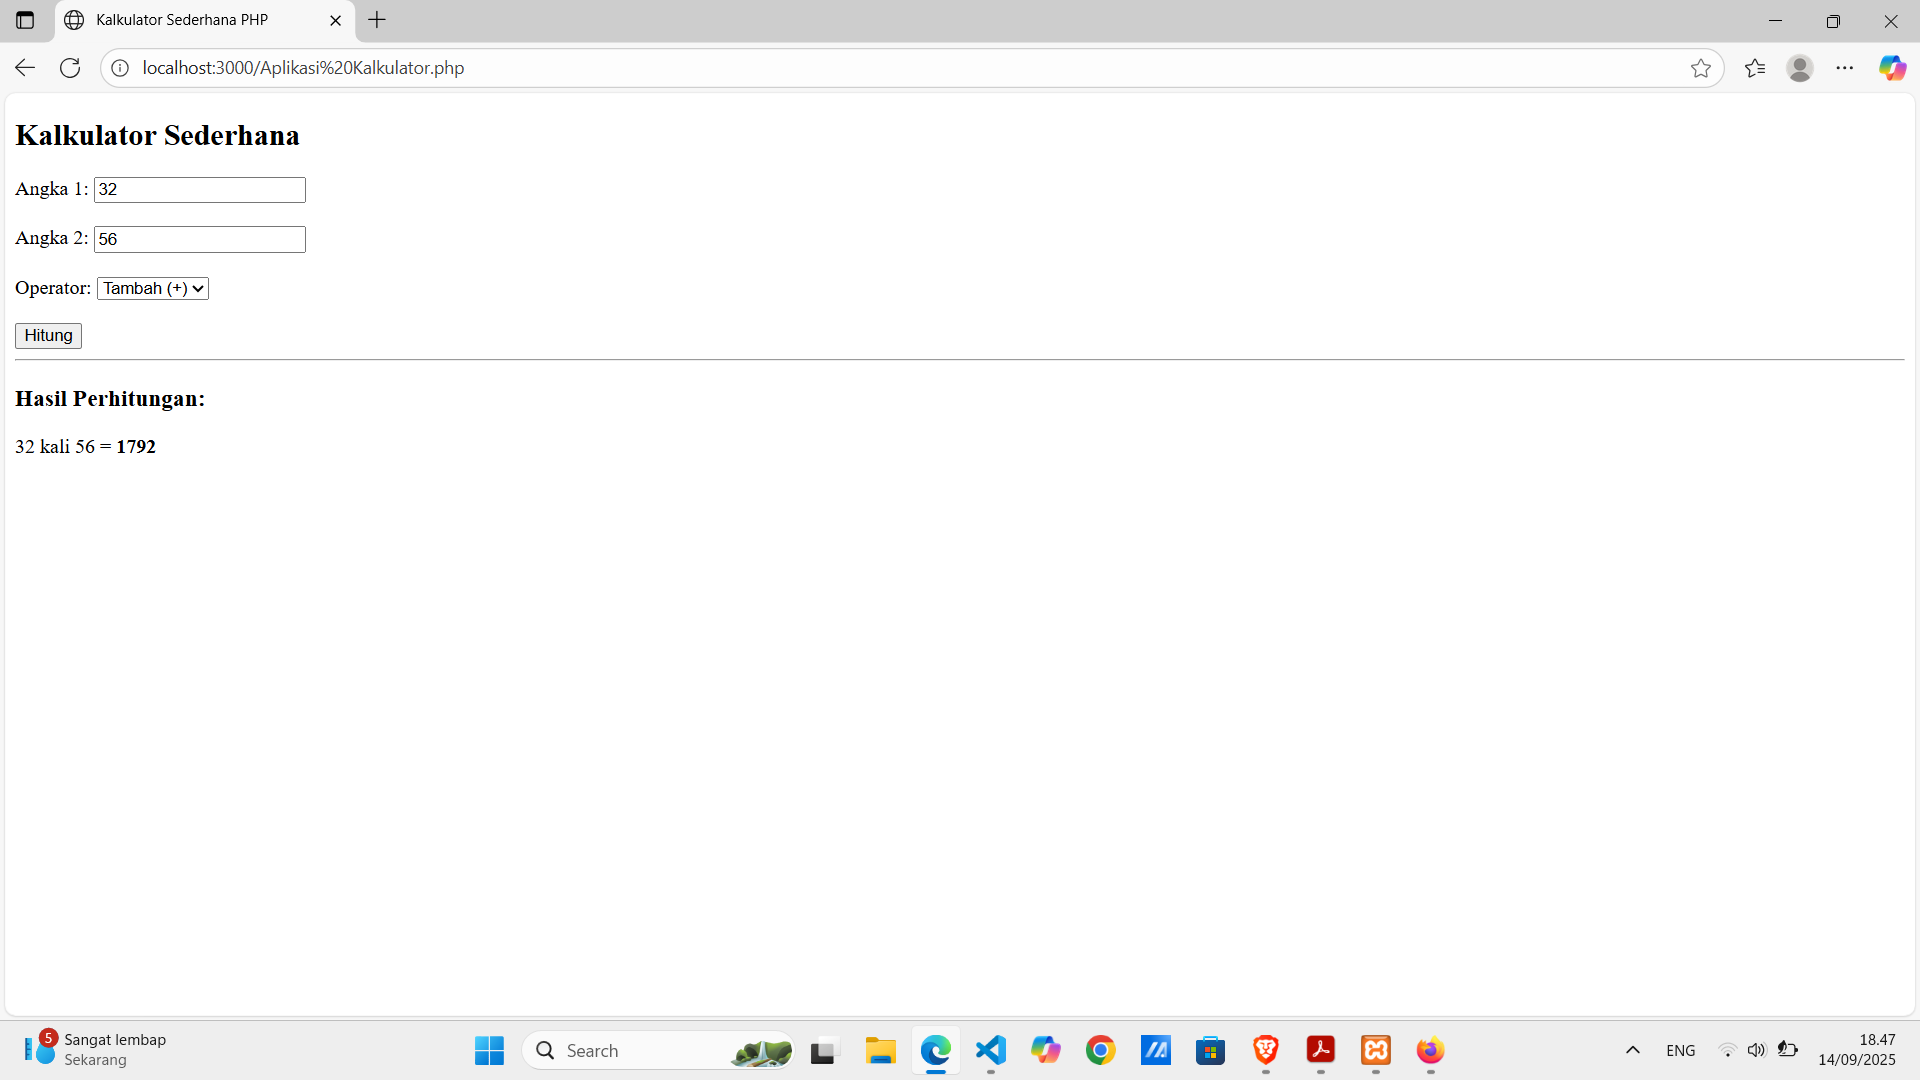 Kalkulator Sederhana PHP
localhost:3000/Aplikasi%20Kalkulator.php
Kalkulator Sederhana
Angka 1: 32
Angka 2: 56
Operator: Tambah (+)
Hitung
Hasil Perhitungan:
32 kali 56 = 1792
5
Sangat lembap
Sekarang
Search
ENG
18.47
14/09/2025